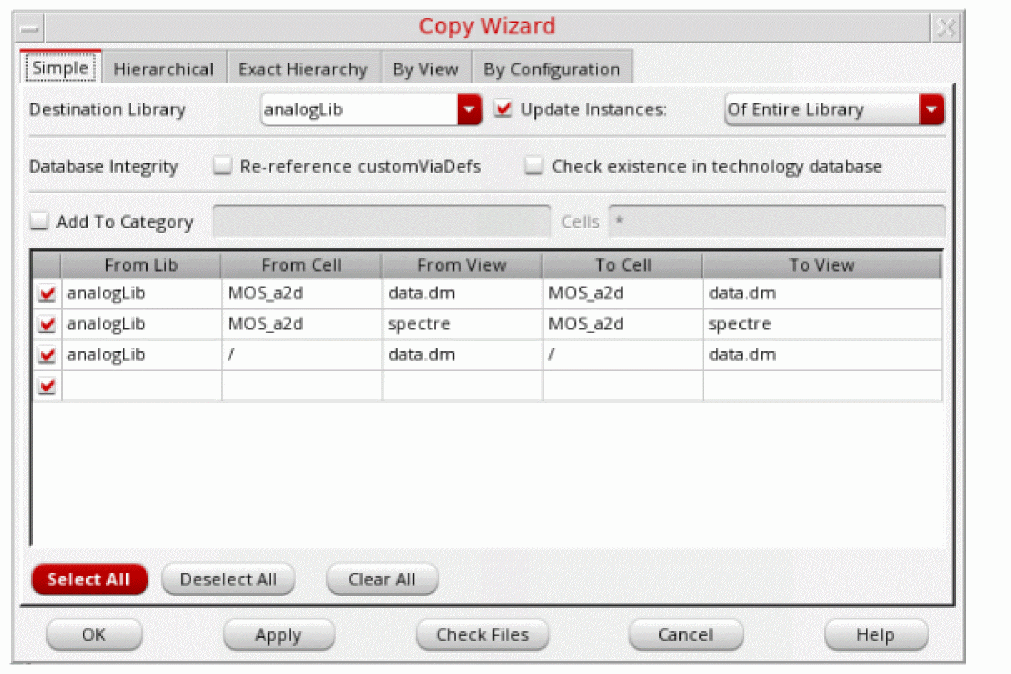 Copy Wizard
Simple Hierarchical Exact Hierarchy By View By Configuration
Destination Library analogLib Update Instances: Of Entire Library
Database Integrity Re-reference customViaDefs Check existence in technology database
Add To Category Cells *
From Lib From Cell From View To Cell To View
analogLib MOS_a2d data.dm MOS_a2d data.dm
analogLib MOS_a2d spectre MOS_a2d spectre
analogLib / data.dm / data.dm
Select All Deselect All Clear All
OK Apply Check Files Cancel Help